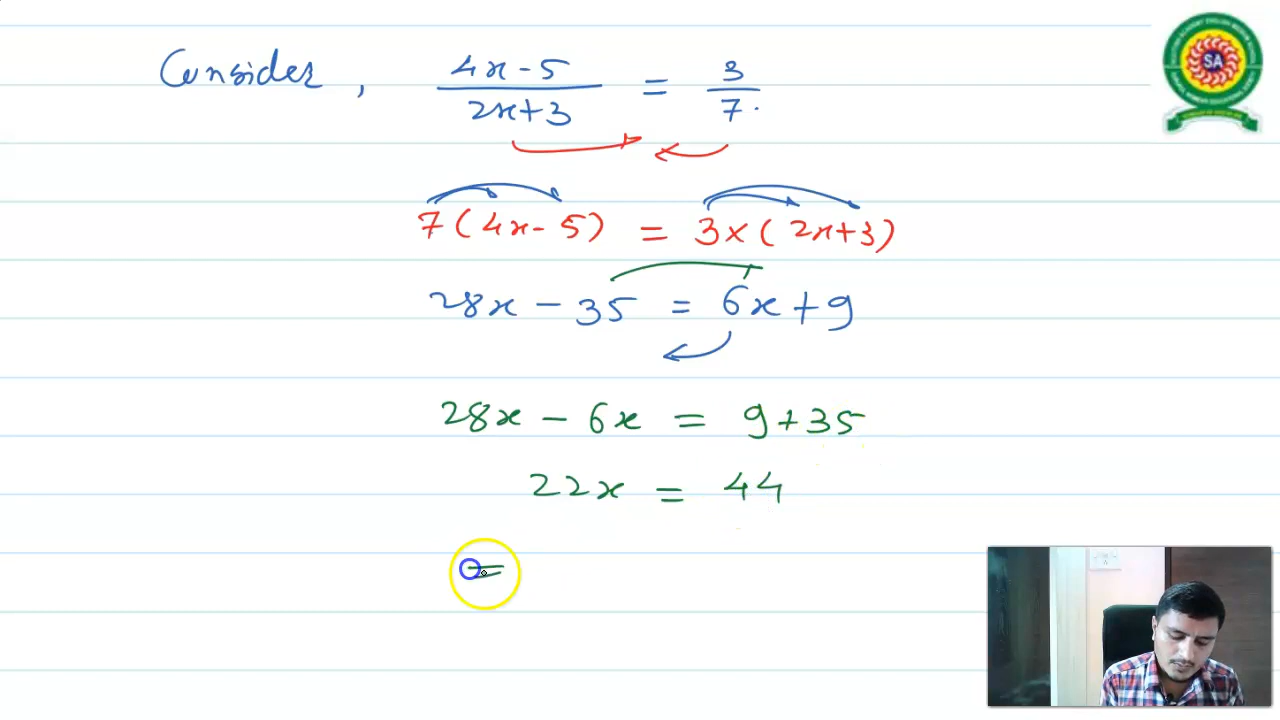 Consider, (4x-5)/(2x+3) = 3/7.
7(4x-5) = 3×(2x+3)
28x - 35 = 6x + 9
28x - 6x = 9 + 35
22x = 44
=
SA